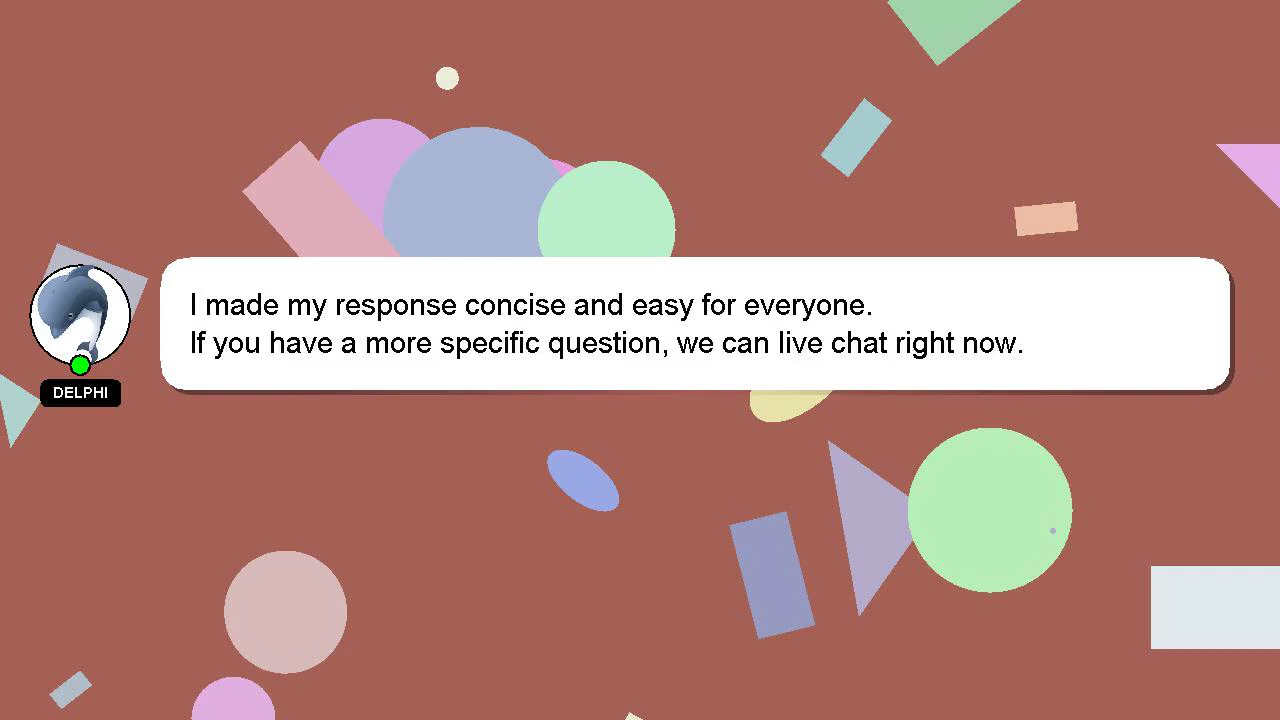 I made my response concise and easy for everyone.
If you have a more specific question, we can live chat right now.
DELPHI